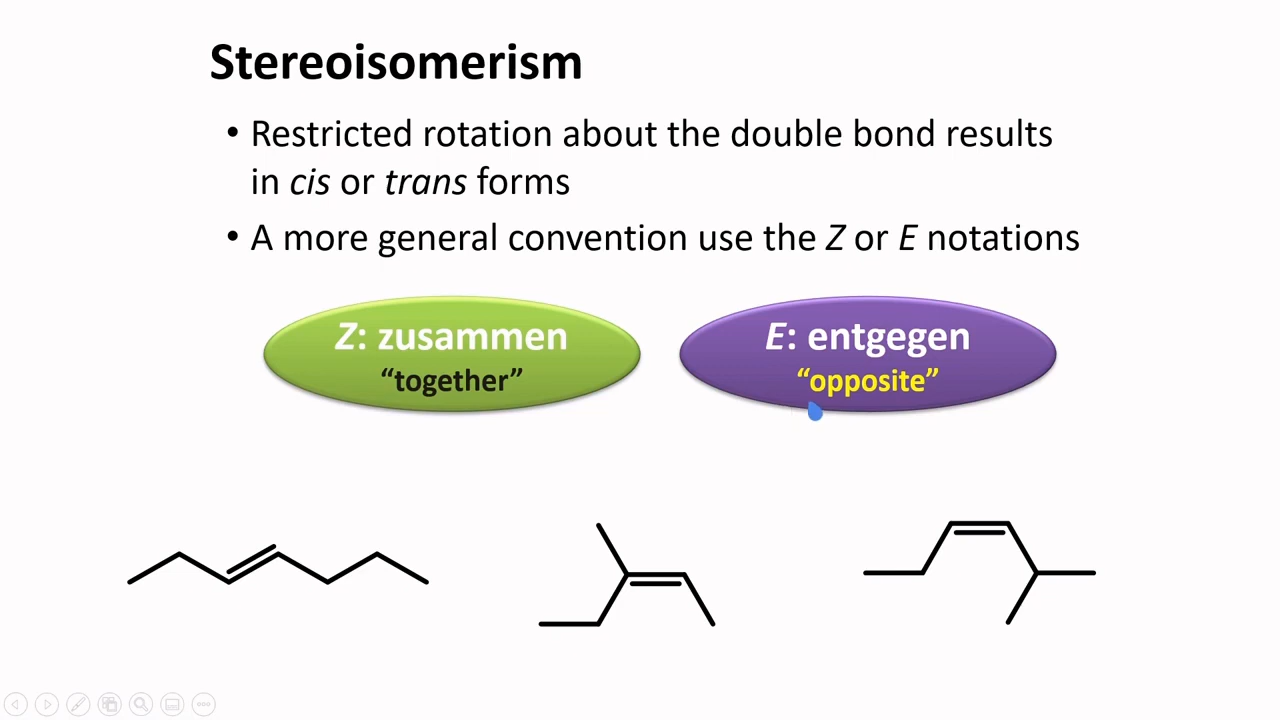 Stereoisomerism
• Restricted rotation about the double bond results
in cis or trans forms
• A more general convention use the Z or E notations
Z: zusammen
“together”
E: entgegen
“opposite”